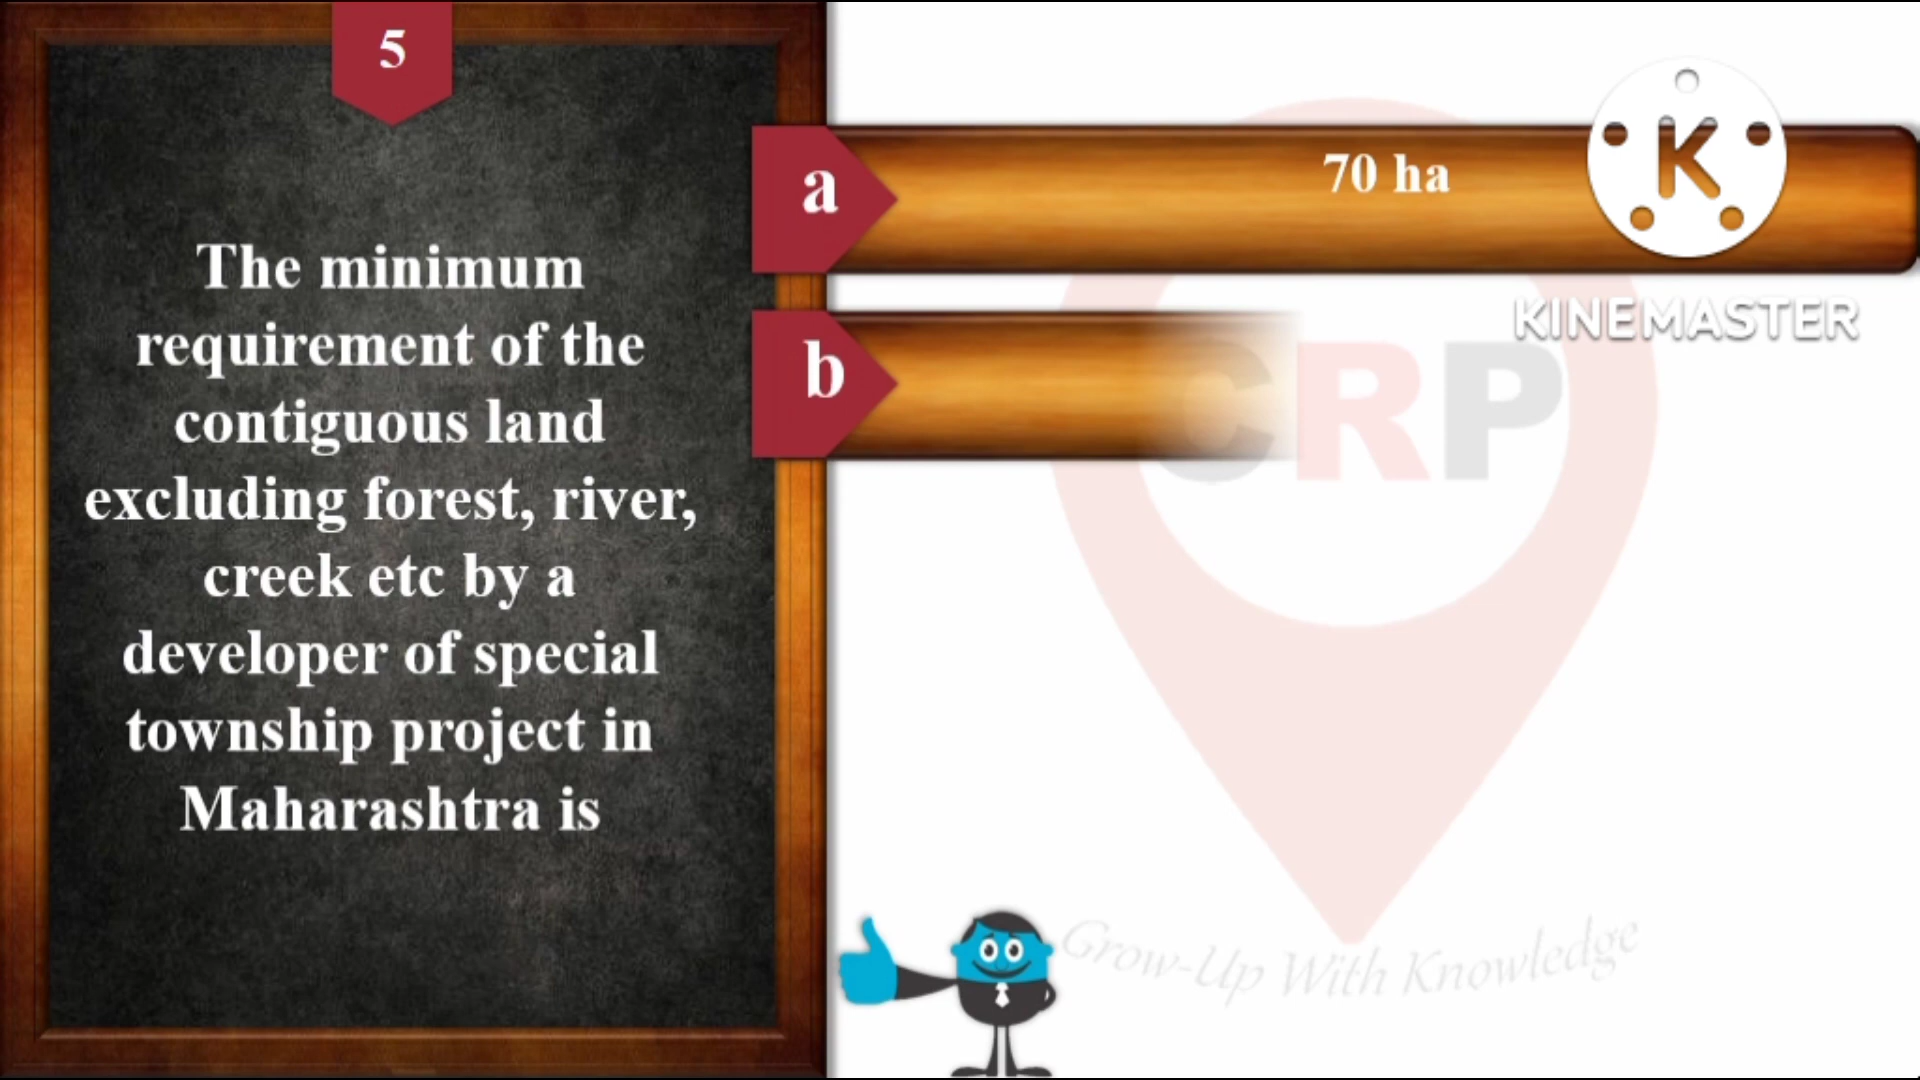 5
The minimum
requirement of the
contiguous land
excluding forest, river,
creek etc by a
developer of special
township project in
Maharashtra is
a
70 ha
K
KINEMASTER
b
CRP
Grow-Up With Knowledge